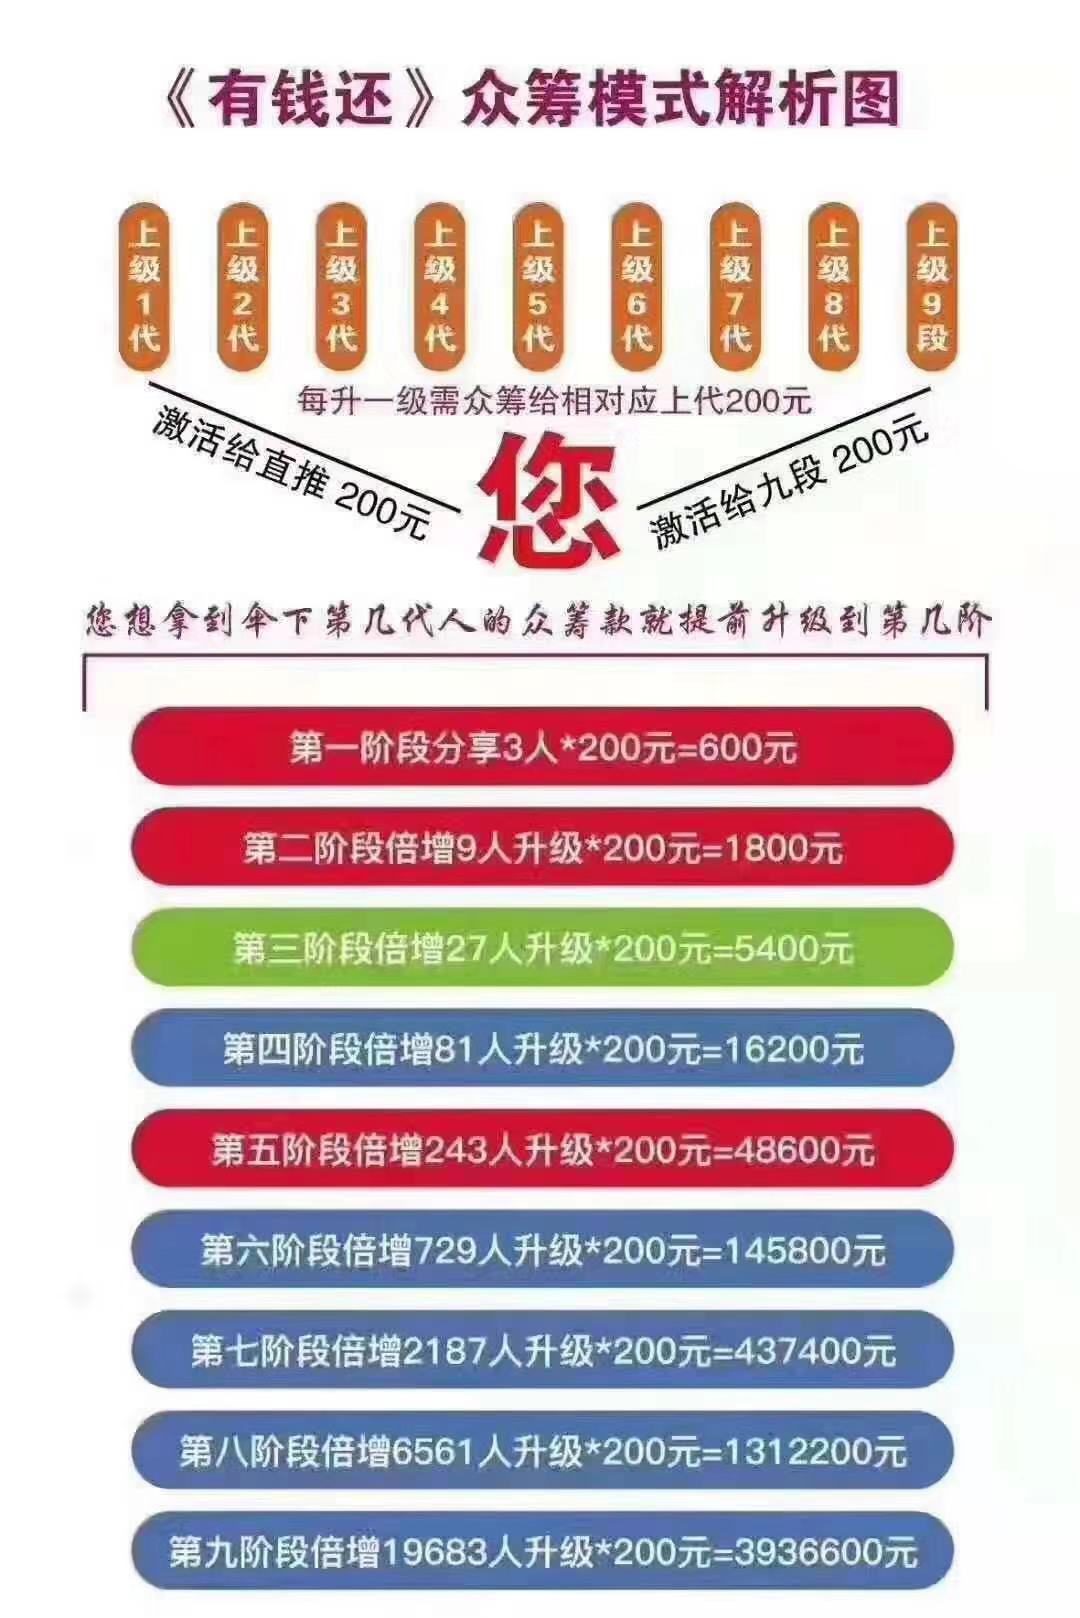 《有钱还》众筹模式解析图
上级1代
上级2代
上级3代
上级4代
上级5代
上级6代
上级7代
上级8代
上级9段
每升一级需众筹给相对应上代200元
激活给直推 200元
您
激活给九段 200元
您想拿到伞下第几代人的众筹款就提前升级到第几阶
第一阶段分享3人*200元=600元
第二阶段倍增9人升级*200元=1800元
第三阶段倍增27人升级*200元=5400元
第四阶段倍增81人升级*200元=16200元
第五阶段倍增243人升级*200元=48600元
第六阶段倍增729人升级*200元=145800元
第七阶段倍增2187人升级*200元=437400元
第八阶段倍增6561人升级*200元=1312200元
第九阶段倍增19683人升级*200元=3936600元